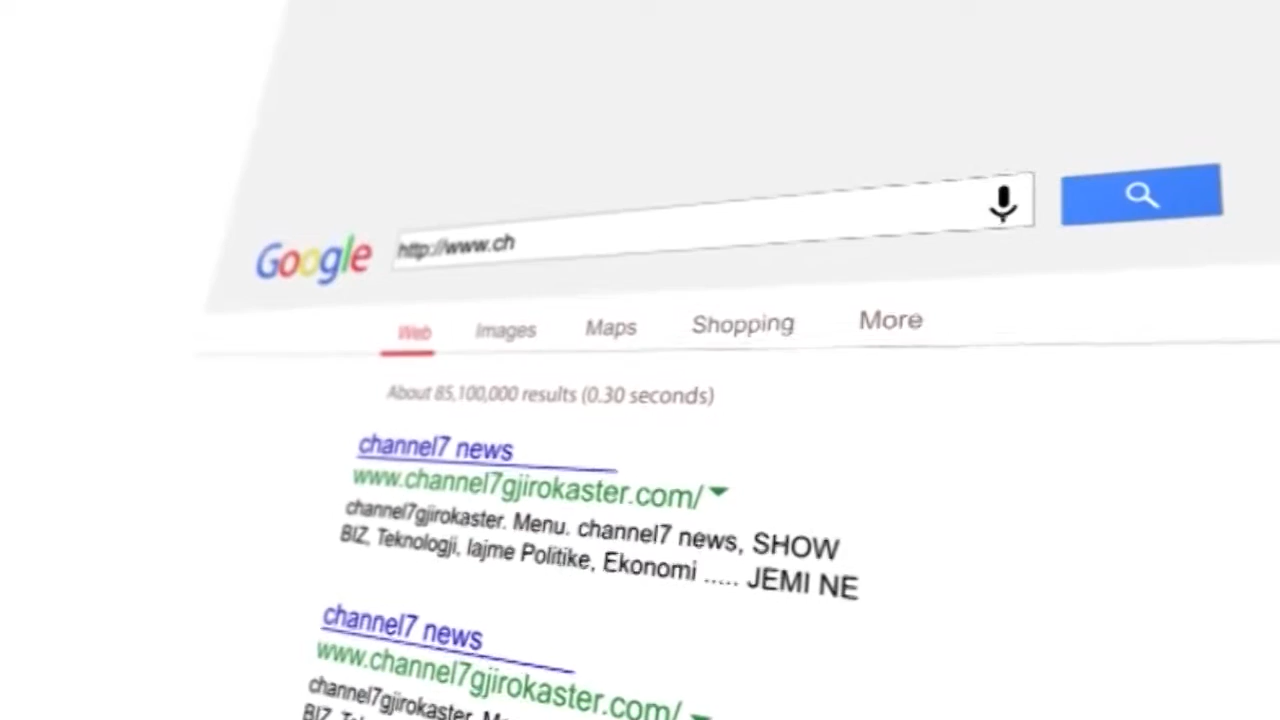 Google
http://www.ch
Web Images Maps Shopping More
About 85,100,000 results (0.30 seconds)
channel7 news
www.channel7gjirokaster.com/
channel7gjirokaster. Menu. channel7 news, SHOW
BIZ, Teknologji, lajme Politike, Ekonomi ..... JEMI NE
channel7 news
www.channel7gjirokaster.com/
channel7gjirokaster.
BIZ,